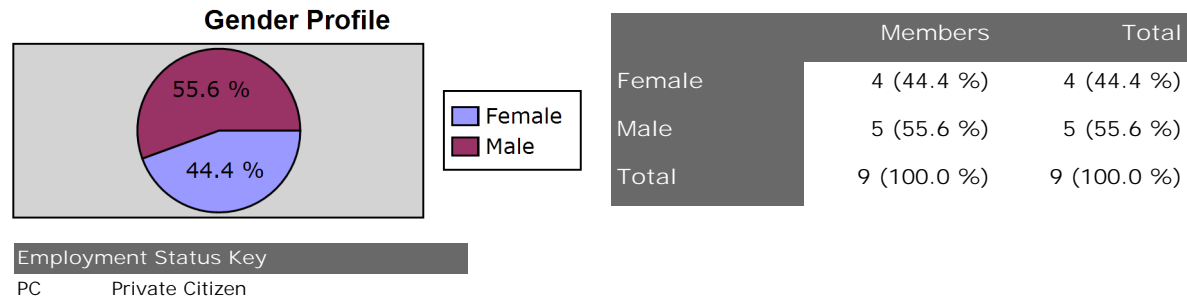 Gender Profile
55.6 %
44.4 %
Female
Male
Members Total
Female 4 (44.4 %) 4 (44.4 %)
Male 5 (55.6 %) 5 (55.6 %)
Total 9 (100.0 %) 9 (100.0 %)
Employment Status Key
PC Private Citizen